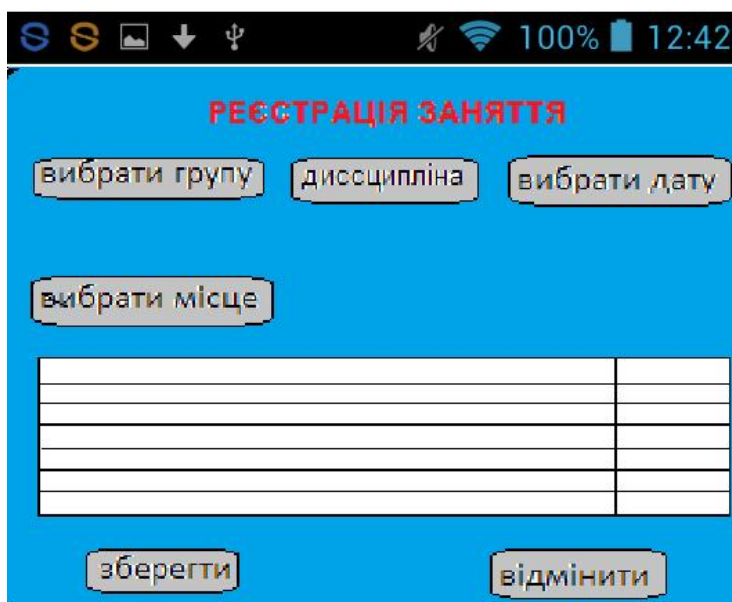 100% 12:42
РЕЄСТРАЦІЯ ЗАНЯТТЯ
вибрати групу диссципліна вибрати дату
вибрати місце
зберегти відмінити